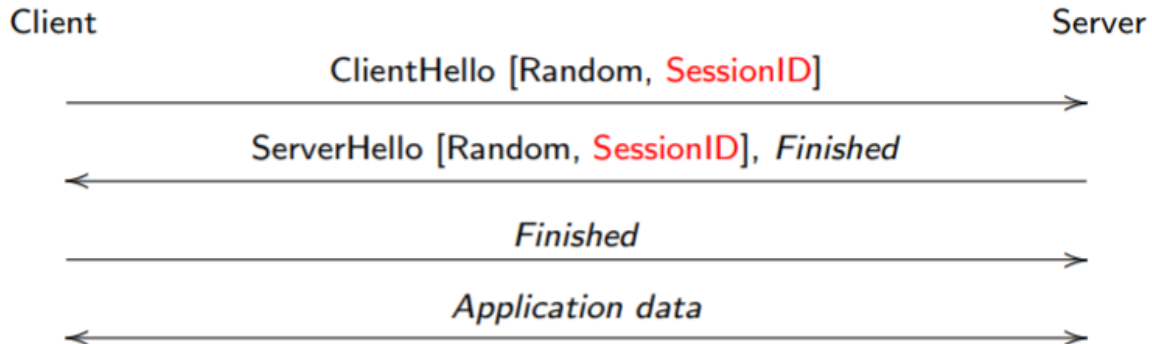 Client Server
ClientHello [Random, SessionID]
ServerHello [Random, SessionID], Finished
Finished
Application data